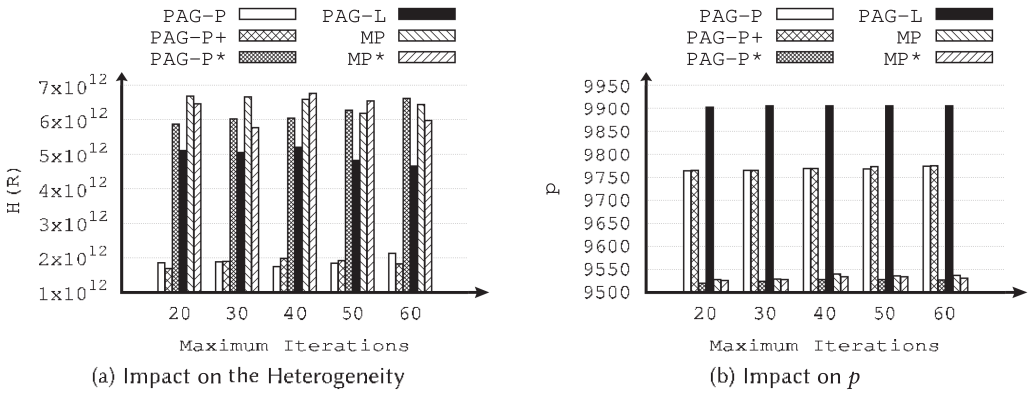 PAG-P PAG-L
PAG-P+ MP
PAG-P* MP*
H(R)
7x10^12
6x10^12
5x10^12
4x10^12
3x10^12
2x10^12
1x10^12
20 30 40 50 60
Maximum Iterations
(a) Impact on the Heterogeneity
PAG-P PAG-L
PAG-P+ MP
PAG-P* MP*
p
9950
9900
9850
9800
9750
9700
9650
9600
9550
9500
20 30 40 50 60
Maximum Iterations
(b) Impact on p